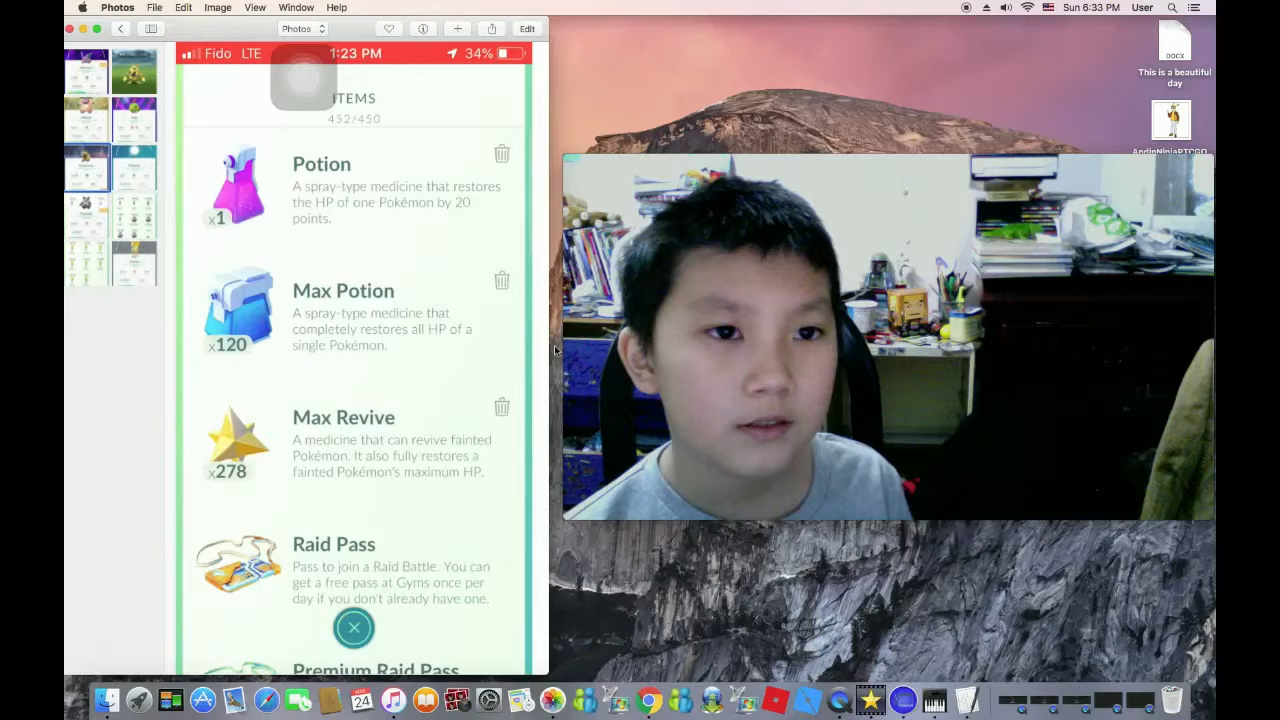 Photos File Edit Image View Window Help
Sun 6:33 PM User
Photos
Edit
Fido LTE 1:23 PM 34%
ITEMS
452/450
Potion
A spray-type medicine that restores
the HP of one Pokémon by 20
points.
x1
Max Potion
A spray-type medicine that
completely restores all HP of a
single Pokémon.
x120
Max Revive
A medicine that can revive fainted
Pokémon. It also fully restores a
fainted Pokémon's maximum HP.
x278
Raid Pass
Pass to join a Raid Battle. You can
get a free pass at Gyms once per
day if you don't already have one.
Premium Raid Pass
DOCX
This is a beautiful
day
24